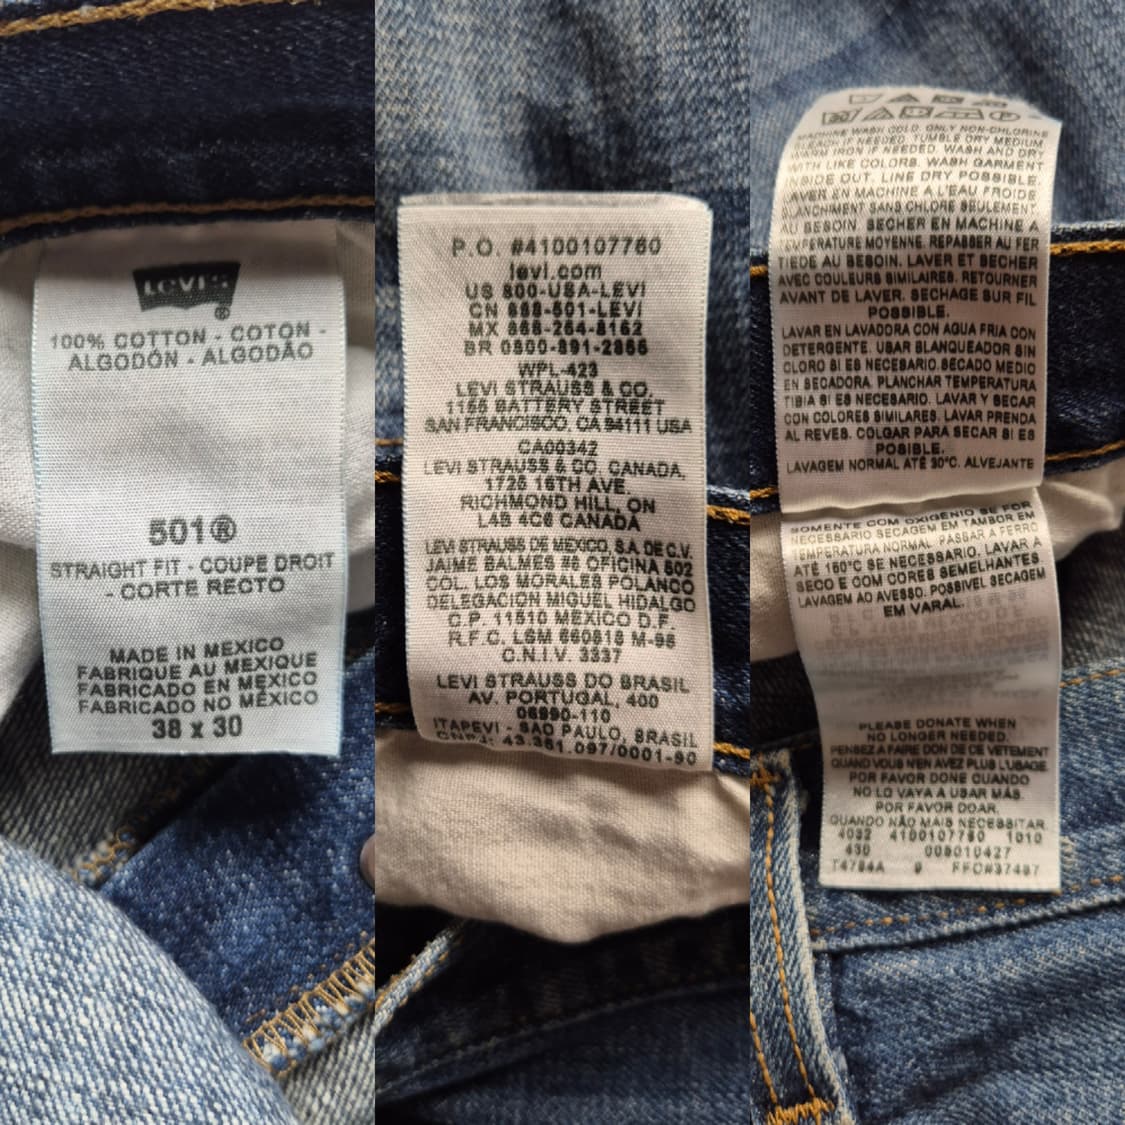 LEVI'S
®
100% COTTON - COTON -
ALGODÓN - ALGODÃO
501®
STRAIGHT FIT - COUPE DROIT
- CORTE RECTO
MADE IN MEXICO
FABRIQUE AU MEXIQUE
FABRICADO EN MÉXICO
FABRICADO NO MÉXICO
38 x 30
P.O. #4100107760
levi.com
US 800-USA-LEVI
CN 888-501-LEVI
MX 866-254-8162
BR 0800-891-2855
WPL-423
LEVI STRAUSS & CO.
1155 BATTERY STREET
SAN FRANCISCO, CA 94111 USA
CA00342
LEVI STRAUSS & CO. CANADA,
1725 16TH AVE.
RICHMOND HILL, ON
L4B 4C6 CANADA
LEVI STRAUSS DE MEXICO, S.A. DE C.V.
JAIME BALMES #8 OFICINA 502
COL. LOS MORALES POLANCO
DELEGACION MIGUEL HIDALGO
C.P. 11510 MEXICO D.F.
R.F.C. LSM 660818 M-96
C.N.I.V. 3337
LEVI STRAUSS DO BRASIL
AV. PORTUGAL, 400
06690-110
ITAPEVI - SAO PAULO, BRASIL
CNPJ: 43.351.097/0001-90
MACHINE WASH COLD. ONLY NON-CHLORINE
BLEACH IF NEEDED. TUMBLE DRY MEDIUM.
WARM IRON IF NEEDED. WASH AND DRY
WITH LIKE COLORS. WASH GARMENT
INSIDE OUT. LINE DRY POSSIBLE.
LAVER EN MACHINE A L'EAU FROIDE
BLANCHIMENT SANS CHLORE SEULEMENT
AU BESOIN. SECHER EN MACHINE A
TEMPERATURE MOYENNE. REPASSER AU FER
TIEDE AU BESOIN. LAVER ET SECHER
AVEC COULEURS SIMILAIRES. RETOURNER
AVANT DE LAVER. SECHAGE SUR FIL
POSSIBLE.
LAVAR EN LAVADORA CON AGUA FRIA CON
DETERGENTE. USAR BLANQUEADOR SIN
CLORO SI ES NECESARIO. SECADO MEDIO
EN SECADORA. PLANCHAR TEMPERATURA
TIBIA SI ES NECESARIO. LAVAR Y SECAR
CON COLORES SIMILARES. LAVAR PRENDA
AL REVES. COLGAR PARA SECAR SI ES
POSIBLE.
LAVAGEM NORMAL ATÉ 30°C. ALVEJANTE
SOMENTE COM OXIGENIO SE FOR
NECESSARIO SECAGEM EM TAMBOR EM
TEMPERATURA NORMAL. PASSAR A FERRO
ATÉ 150°C SE NECESSARIO. LAVAR A
SECO E COM CORES SEMELHANTES
LAVAGEM AO AVESSO. POSSIVEL SECAGEM
EM VARAL.
PLEASE DONATE WHEN
NO LONGER NEEDED.
PENSEZ A FAIRE DON DE CE VETEMENT
QUAND VOUS N'EN AVEZ PLUS L'USAGE.
POR FAVOR DONE CUANDO
NO LO VAYA A USAR MÁS.
POR FAVOR DOAR.
QUANDO NÃO MAIS NECESSITAR.
4032 4100107760 1010
430 005010427
T4784A 9 FFC#37487